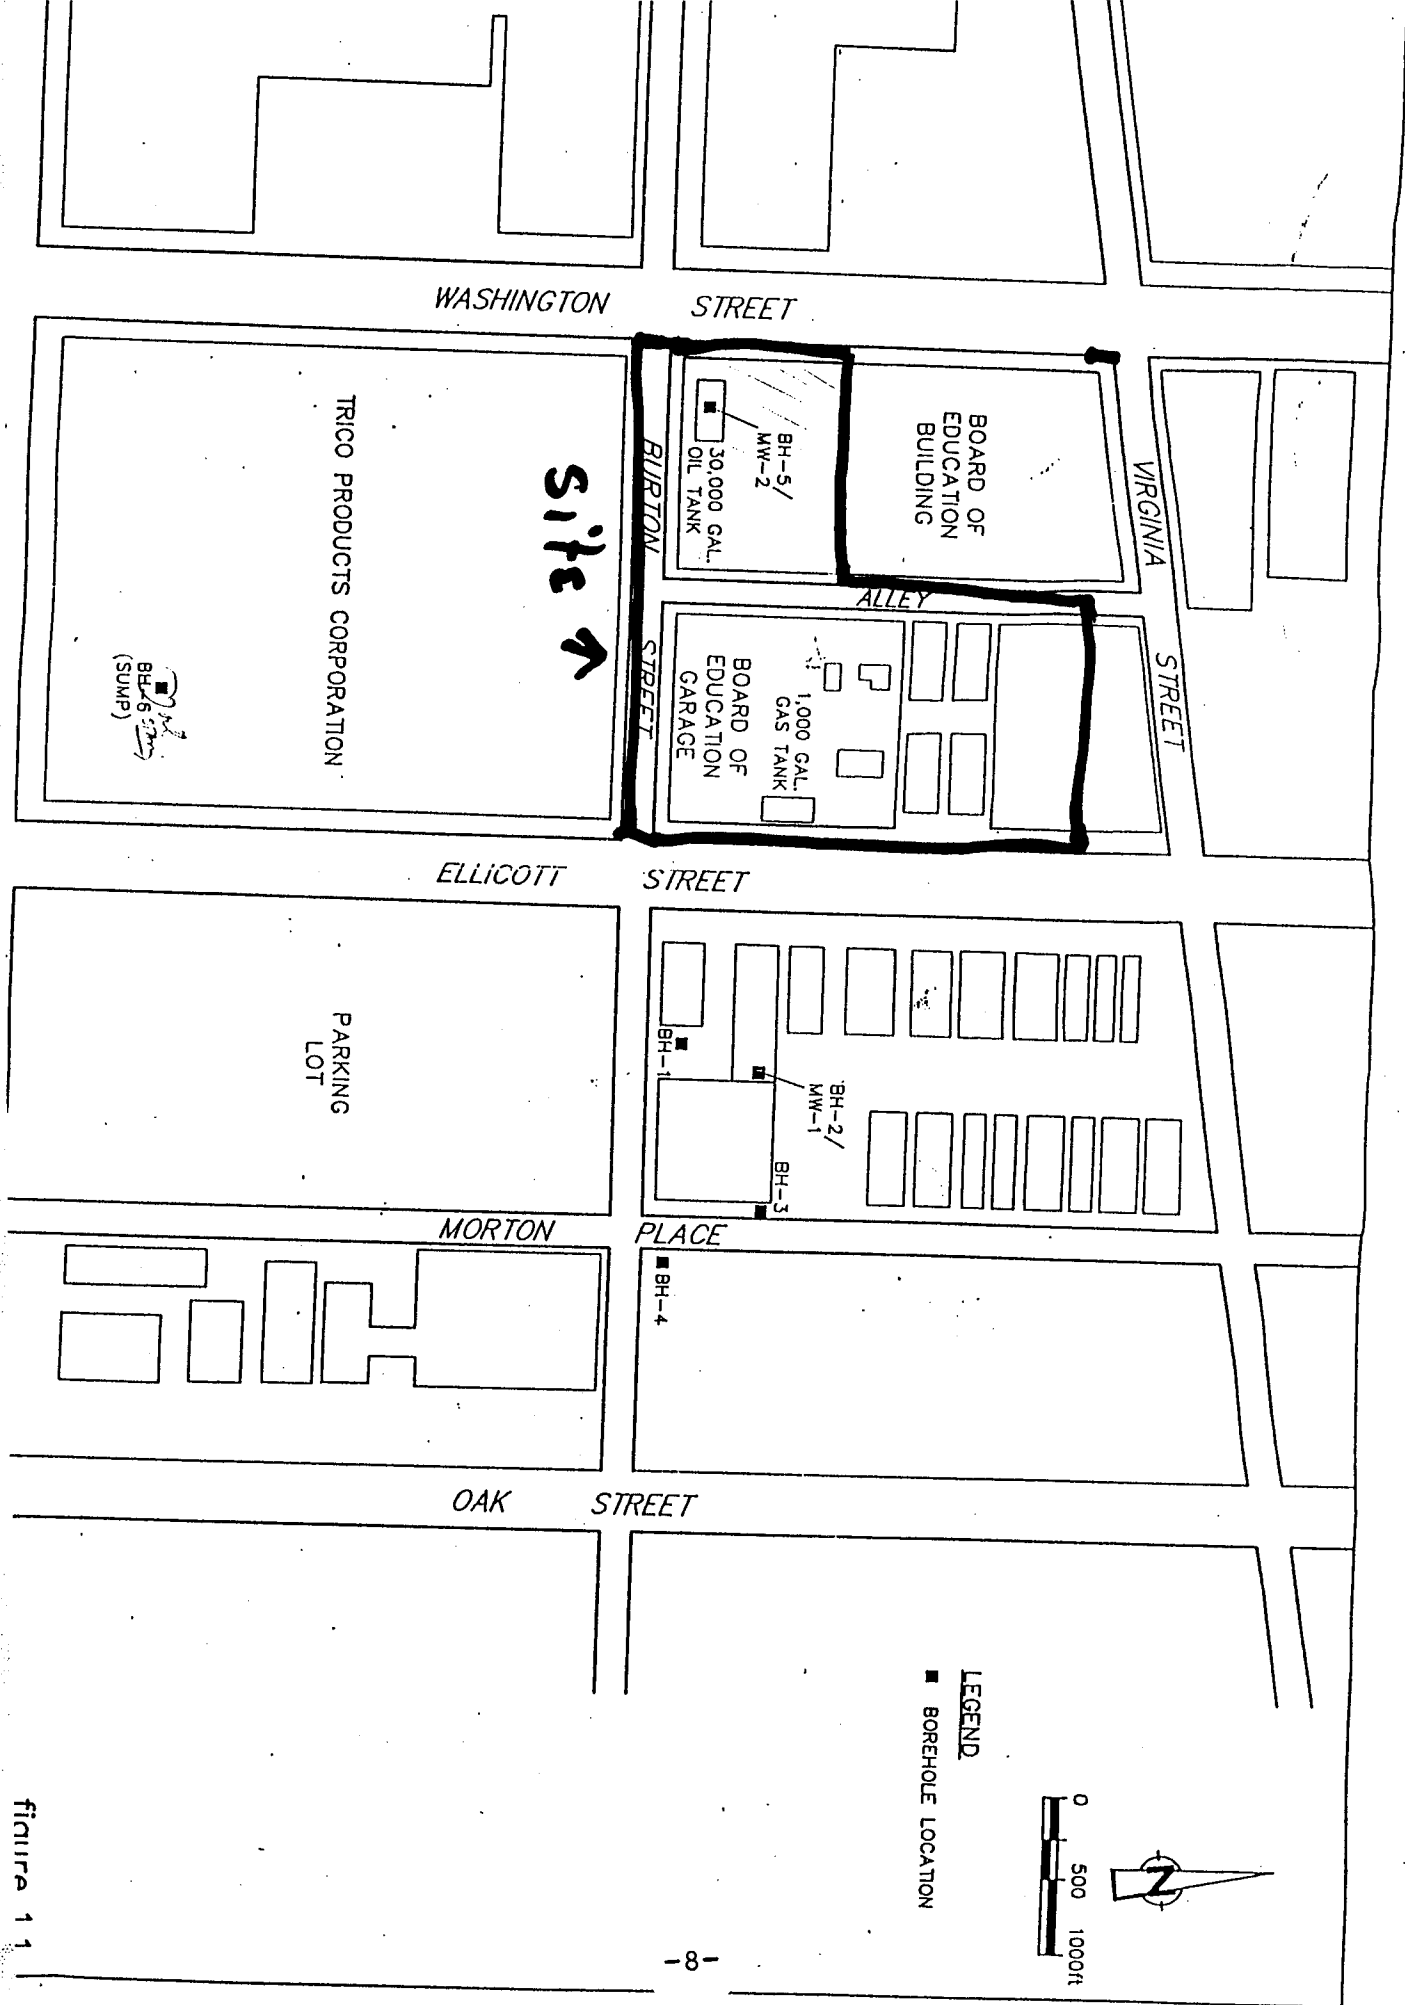 WASHINGTON STREET
BOARD OF
EDUCATION
BUILDING
VIRGINIA STREET
BH-5/
MW-2
30,000 GAL.
OIL TANK
BURTON STREET
TRICO PRODUCTS CORPORATION
Site
ALLEY
BOARD OF
EDUCATION
GARAGE
1,000 GAL.
GAS TANK
BH-6
(SUMP)
ELLICOTT STREET
PARKING
LOT
BH-1
BH-2/
MW-1
BH-3
MORTON PLACE
BH-4
OAK STREET
LEGEND
■ BOREHOLE LOCATION
0 500 1000ft
N
figure 1 1
-8-